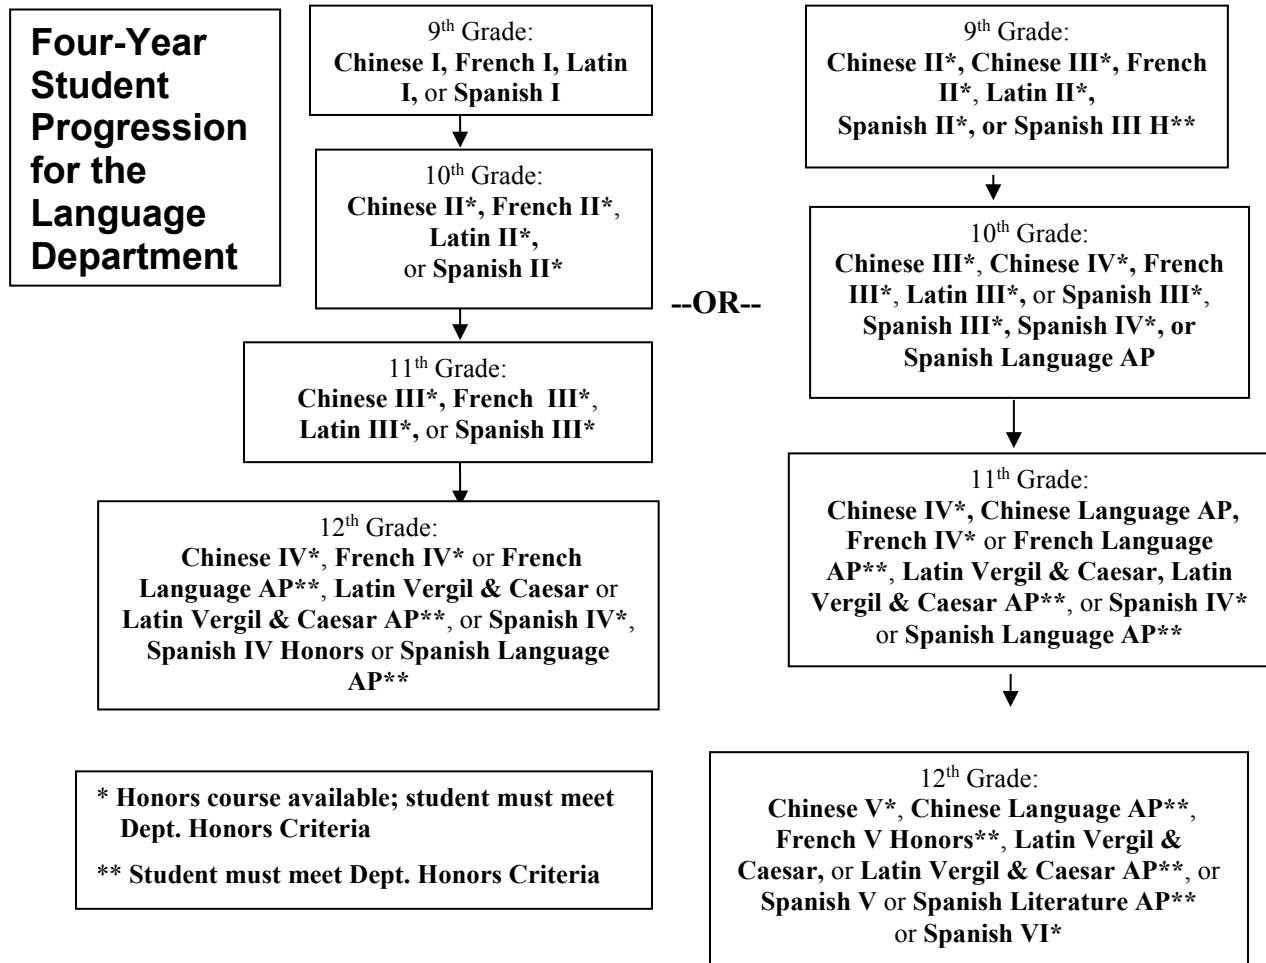 Four-Year
Student
Progression
for the
Language
Department
9th Grade:
Chinese I, French I, Latin
I, or Spanish I
10th Grade:
Chinese II*, French II*,
Latin II*,
or Spanish II*
11th Grade:
Chinese III*, French  III*,
Latin III*, or Spanish III*
12th Grade:
Chinese IV*, French IV* or French
Language AP**, Latin Vergil & Caesar or
Latin Vergil & Caesar AP**, or Spanish IV*,
Spanish IV Honors or Spanish Language
AP**
* Honors course available; student must meet
Dept. Honors Criteria
** Student must meet Dept. Honors Criteria
--OR--
9th Grade:
Chinese II*, Chinese III*, French
II*, Latin II*,
Spanish II*, or Spanish III H**
10th Grade:
Chinese III*, Chinese IV*, French
III*, Latin III*, or Spanish III*,
Spanish III*, Spanish IV*, or
Spanish Language AP
11th Grade:
Chinese IV*, Chinese Language AP,
French IV* or French Language
AP**, Latin Vergil & Caesar, Latin
Vergil & Caesar AP**, or Spanish IV*
or Spanish Language AP**
12th Grade:
Chinese V*, Chinese Language AP**,
French V Honors**, Latin Vergil &
Caesar, or Latin Vergil & Caesar AP**, or
Spanish V or Spanish Literature AP**
or Spanish VI*